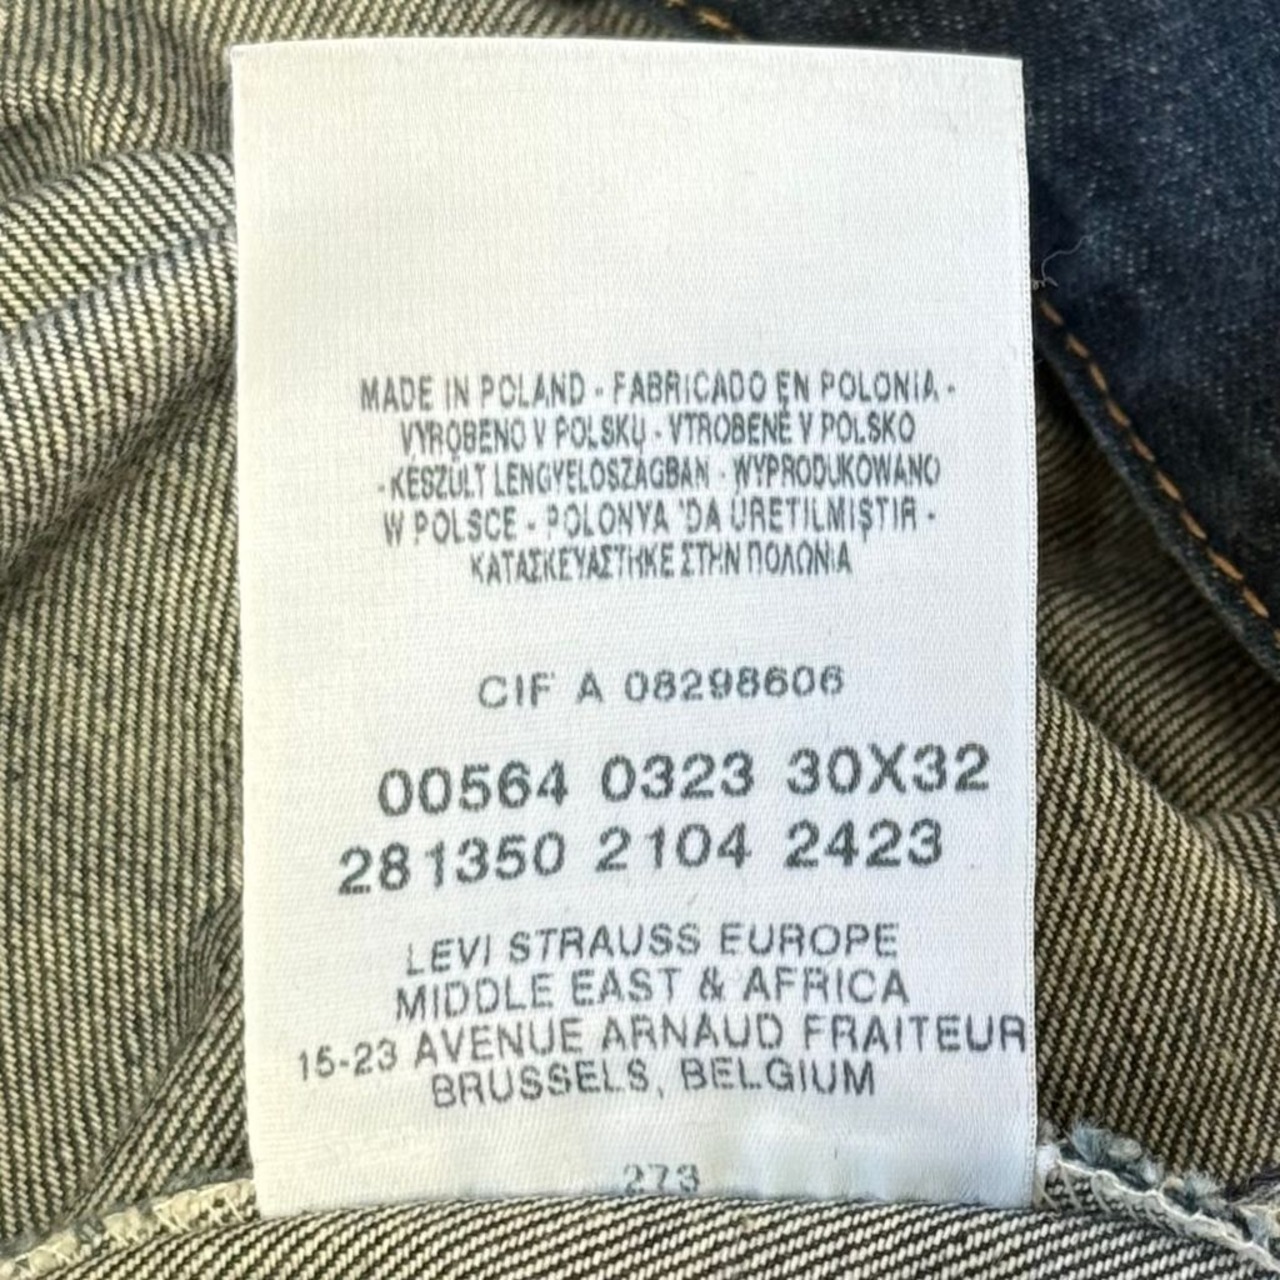 MADE IN POLAND - FABRICADO EN POLONIA -
VYROBENO V POLSKU - VTROBENÉ V POLSKO
- KESZÜLT LENGYELOSZAGBAN - WYPRODUKOWANO
W POLSCE - POLONYA 'DA ÜRETILMIŞTIR -
ΚΑΤΑΣΚΕΥΑΣΤΗΚΕ ΣΤΗΝ ΠΟΛΩΝΙΑ
CIF A 08298606
00564 0323 30X32
281350 2104 2423
LEVI STRAUSS EUROPE
MIDDLE EAST & AFRICA
15-23 AVENUE ARNAUD FRAITEUR
BRUSSELS, BELGIUM
273